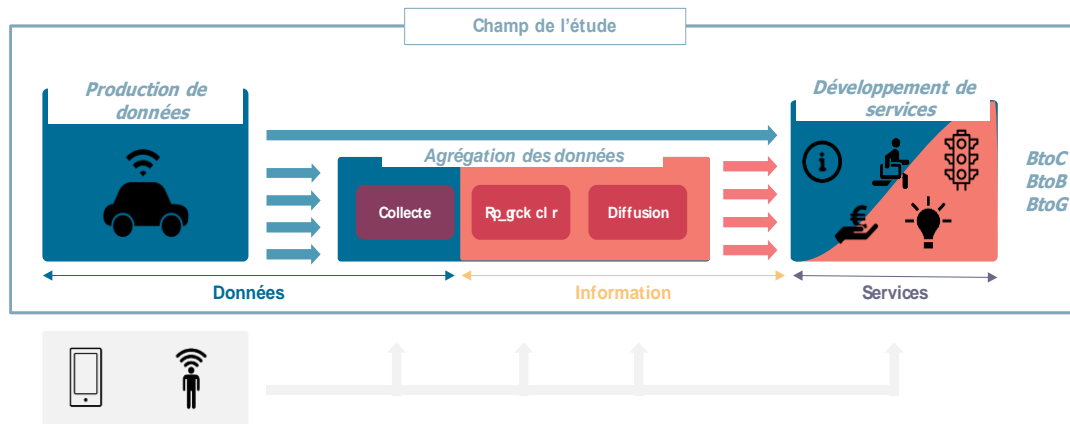 Champ de l'étude
Production de
données
Développement de
services
Agrégation des données
BtoC
BtoB
BtoG
Collecte
Rp_grck cl r
Diffusion
Données
Information
Services